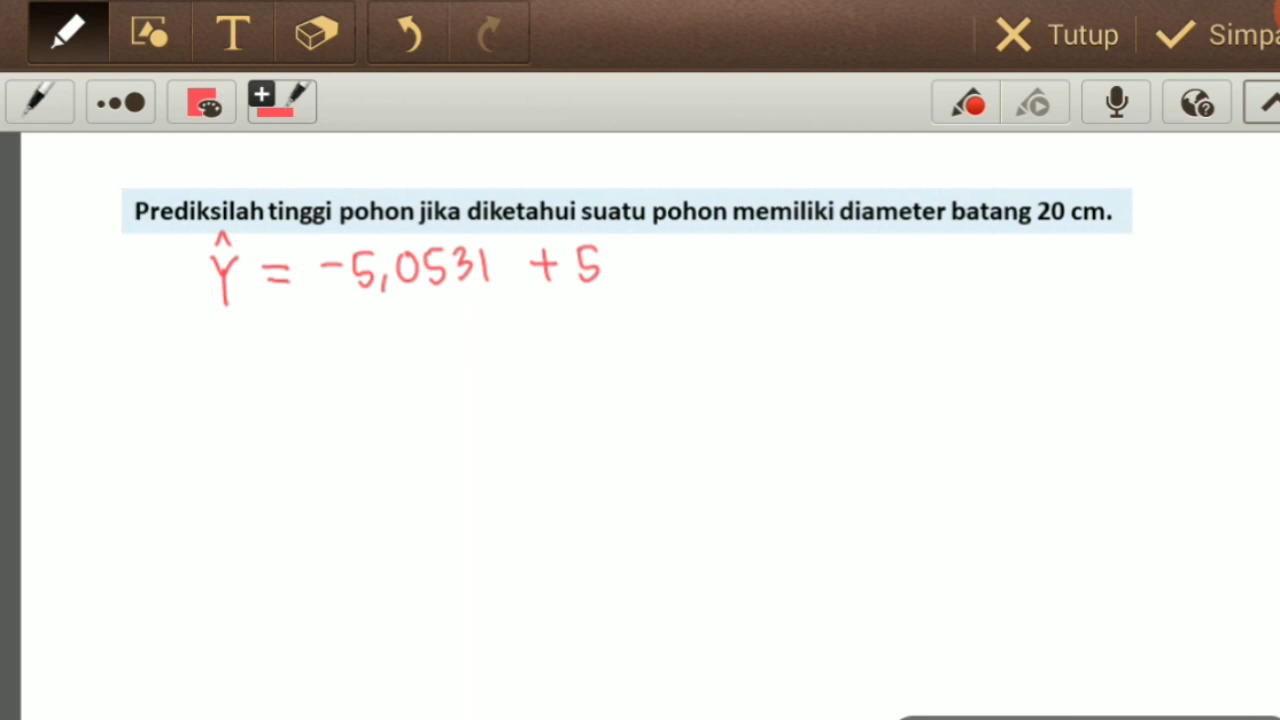 T
Tutup
Simpa
Prediksilah tinggi pohon jika diketahui suatu pohon memiliki diameter batang 20 cm.
Ŷ = -5,0531 + 5